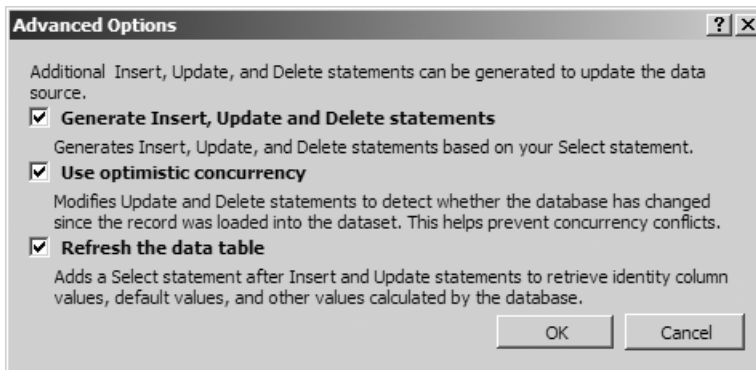 Advanced Options
?
Additional Insert, Update, and Delete statements can be generated to update the data
source.
Generate Insert, Update and Delete statements
Generates Insert, Update, and Delete statements based on your Select statement.
Use optimistic concurrency
Modifies Update and Delete statements to detect whether the database has changed
since the record was loaded into the dataset. This helps prevent concurrency conflicts.
Refresh the data table
Adds a Select statement after Insert and Update statements to retrieve identity column
values, default values, and other values calculated by the database.
OK Cancel